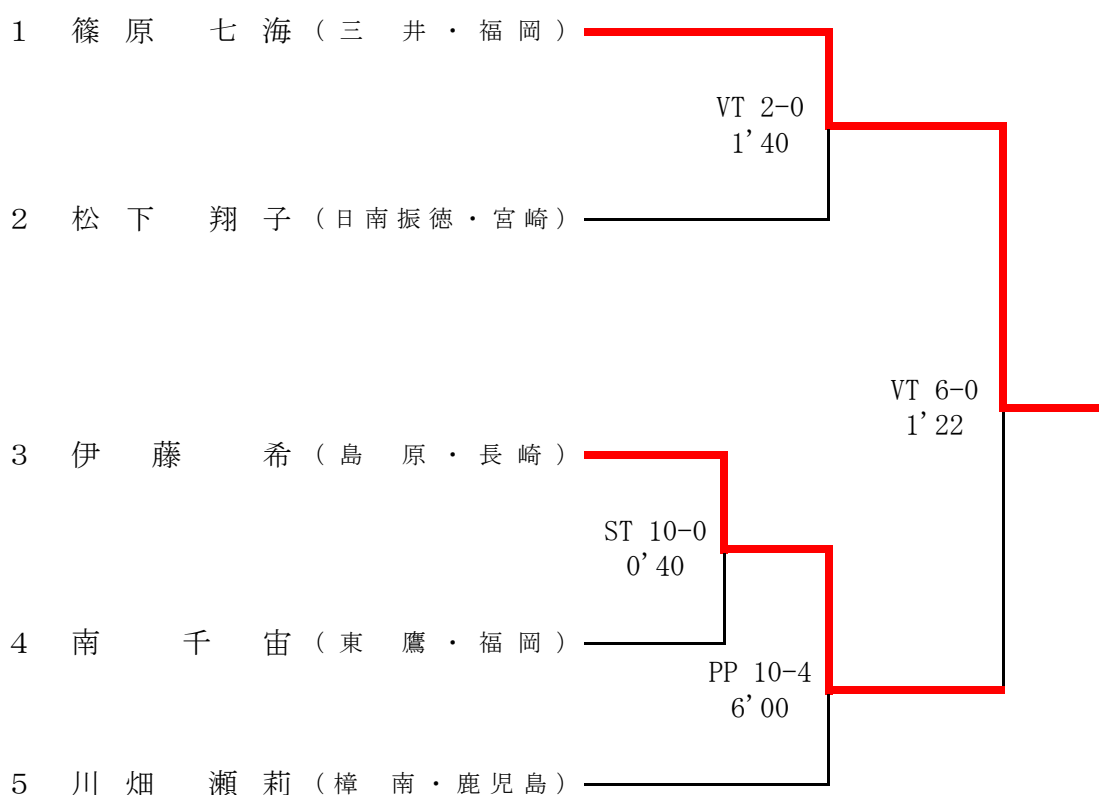 1 篠原 七海 (三 井・福岡)
VT 2-0
1’40
2 松下 翔子 (日南振徳・宮崎)
VT 6-0
1’22
3 伊藤 希 (島 原・長崎)
ST 10-0
0’40
4 南 千宙 (東 鷹・福岡)
PP 10-4
6’00
5 川畑 瀬莉 (樟 南・鹿児島)